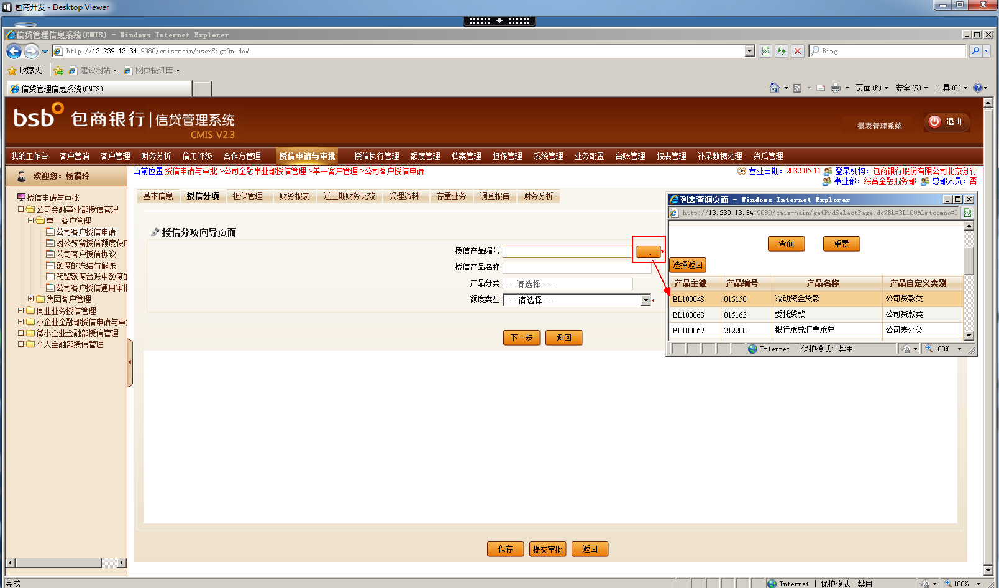 包商开发 - Desktop Viewer
信贷管理信息系统(CMIS) - Windows Internet Explorer
http://13.239.13.34:9080/cmis-main/userSignOn.do#
Bing
收藏夹 建议网站 网页快讯库
信贷管理信息系统(CMIS)
页面(P) 安全(S) 工具(O)
bsb 包商银行 信贷管理系统
CMIS V2.3
报表管理系统 退出
我的工作台 客户营销 客户管理 财务分析 信用评级 合作方管理 授信申请与审批 授信执行管理 额度管理 档案管理 担保管理 系统管理 业务配置 台账管理 报表管理 补录数据处理 贷后管理
欢迎您：杨福玲
当前位置:授信申请与审批->公司金融事业部授信管理->单一客户管理->公司客户授信申请
营业日期：2032-05-11 登录机构：包商银行股份有限公司北京分行
事业部：综合金融服务部 总部人员：否
授信申请与审批
公司金融事业部授信管理
单一客户管理
公司客户授信申请
对公预留授信额度使用
公司客户授信协议
额度的冻结与解冻
预留额度台账中额度的
公司客户授信通用审批
集团客户管理
同业业务授信管理
小企业金融部授信申请与审
微小企业金融部授信管理
个人金融部授信管理
基本信息 授信分项 担保管理 财务报表 近三期财务比较 受理资料 存量业务 调查报告 财务分析
授信分项向导页面
授信产品编号 ... *
授信产品名称
产品分类 -----请选择-----
额度类型 -----请选择----- *
下一步 返回
列表查询页面 - Windows Internet Explorer
http://13.239.13.34:9080/cmis-main/getPrdSelectPage.do?BL=BL100&lmtcomno=I
查询 重置
选择返回
产品主键 产品编号 产品名称 产品自定义类别
BL100048 015150 流动资金贷款 公司贷款类
BL100063 015163 委托贷款 公司贷款类
BL100069 212200 银行承兑汇票承兑 公司表外类
Internet | 保护模式: 禁用 100%
保存 提交审批 返回
完成 Internet | 保护模式: 禁用 100%